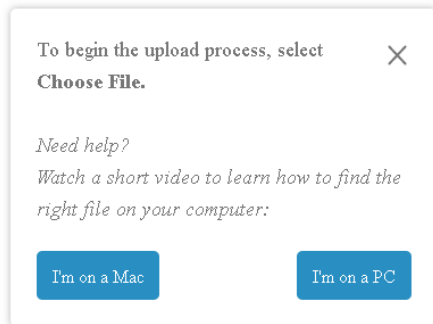 To begin the upload process, select
Choose File.
Need help?
Watch a short video to learn how to find the
right file on your computer:
I'm on a Mac
I'm on a PC